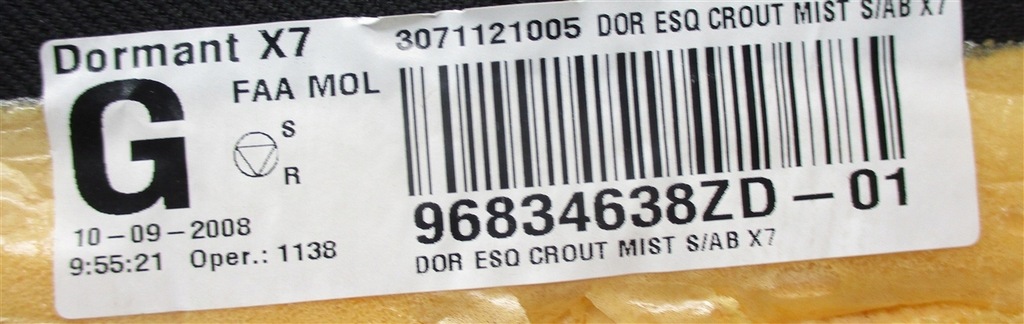 Dormant X7
3071121005 DOR ESQ CROUT MIST S/AB X7
G
FAA MOL
S
R
96834638ZD-01
10-09-2008
9:55:21 Oper.: 1138
DOR ESQ CROUT MIST S/AB X7